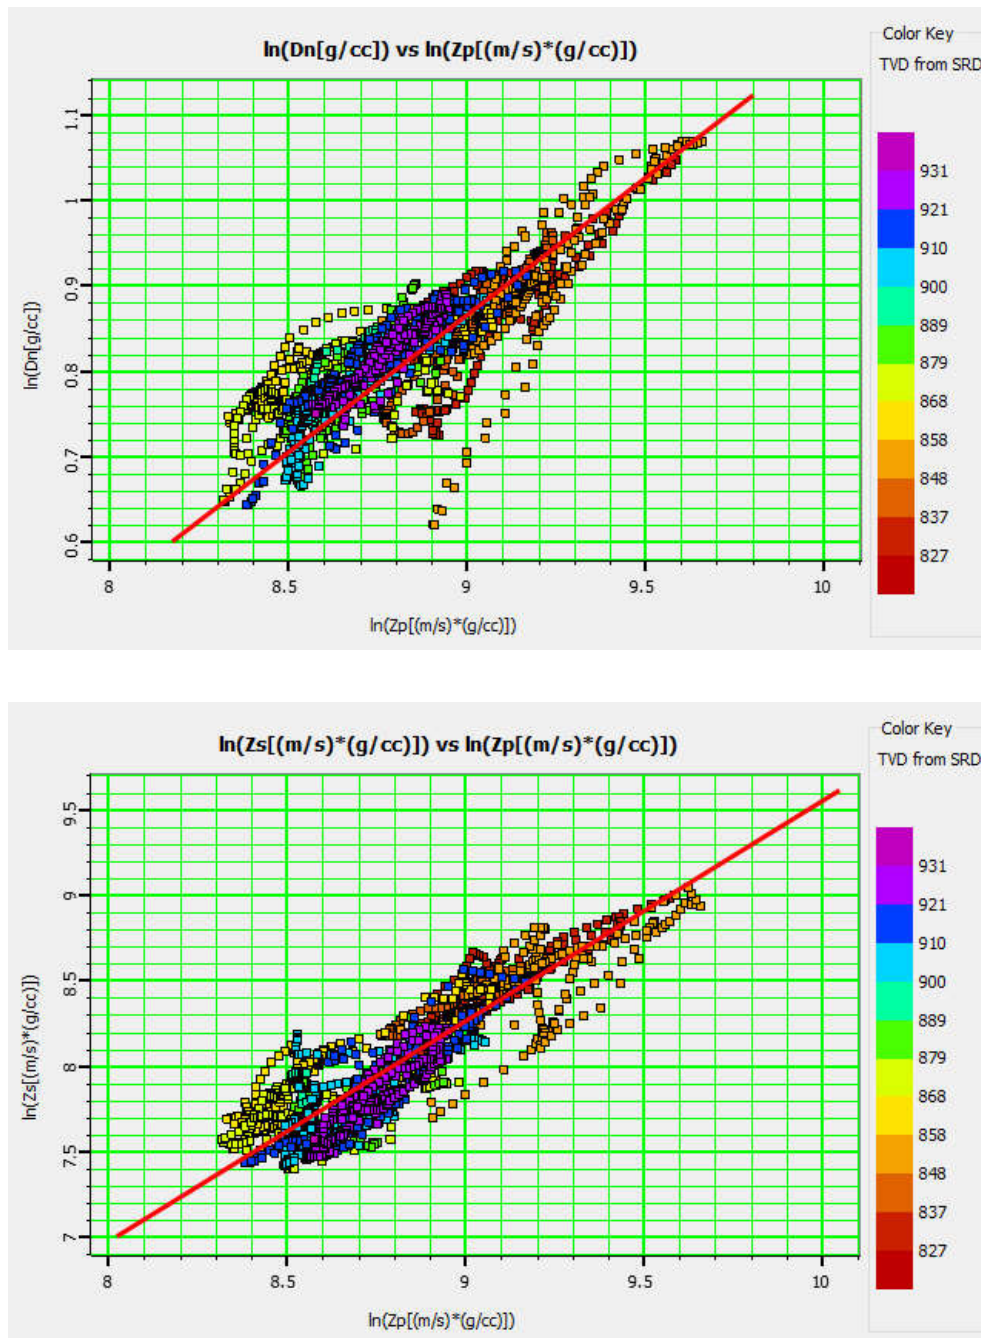 ln(Dn[g/cc]) vs ln(Zp[(m/s)*(g/cc)])
Color Key
TVD from SRD
931
921
910
900
889
879
868
858
848
837
827
ln(Dn[g/cc])
1.1
1
0.9
0.8
0.7
0.6
8 8.5 9 9.5 10
ln(Zp[(m/s)*(g/cc)])
ln(Zs[(m/s)*(g/cc)]) vs ln(Zp[(m/s)*(g/cc)])
Color Key
TVD from SRD
931
921
910
900
889
879
868
858
848
837
827
ln(Zs[(m/s)*(g/cc)])
9.5
9
8.5
8
7.5
7
8 8.5 9 9.5 10
ln(Zp[(m/s)*(g/cc)])